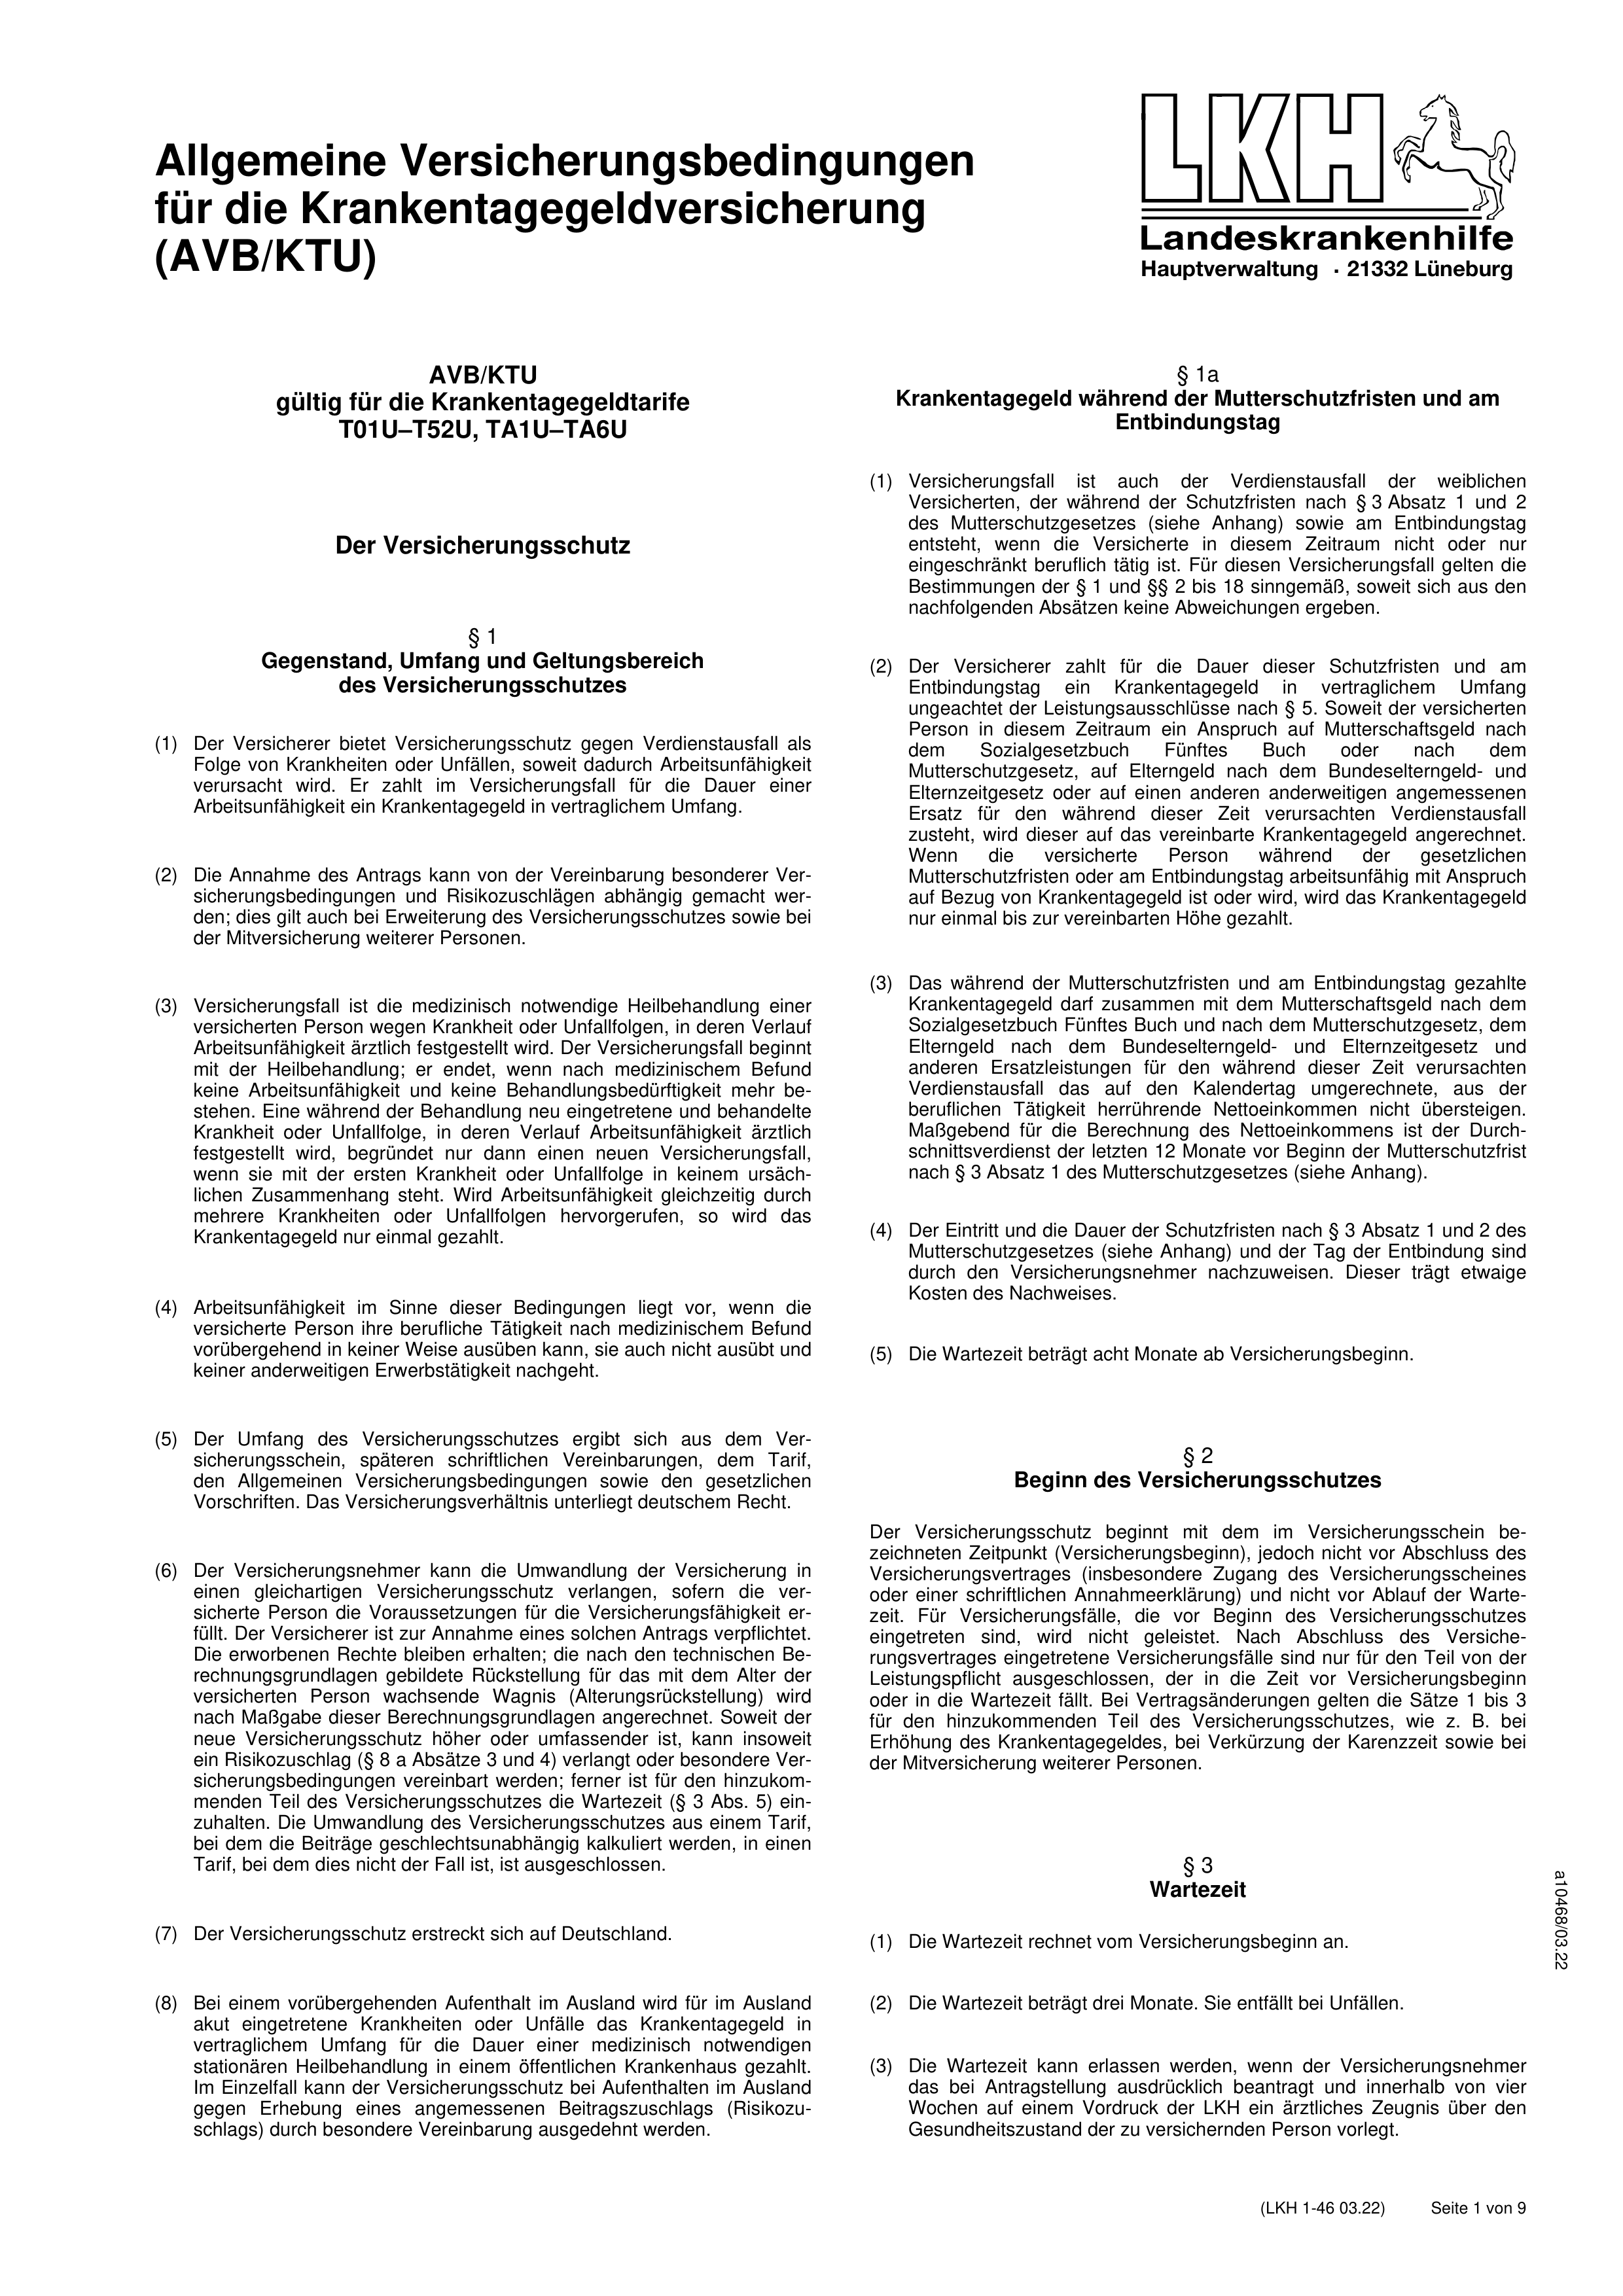 Allgemeine Versicherungsbedingungen
für die Krankentagegeldversicherung
(AVB/KTU)
LKH
Landeskrankenhilfe
Hauptverwaltung · 21332 Lüneburg
AVB/KTU
gültig für die Krankentagegeldtarife
T01U–T52U, TA1U–TA6U
Der Versicherungsschutz
§ 1
Gegenstand, Umfang und Geltungsbereich
des Versicherungsschutzes
(1) Der Versicherer bietet Versicherungsschutz gegen Verdienstausfall als
Folge von Krankheiten oder Unfällen, soweit dadurch Arbeitsunfähigkeit
verursacht wird. Er zahlt im Versicherungsfall für die Dauer einer
Arbeitsunfähigkeit ein Krankentagegeld in vertraglichem Umfang.
(2) Die Annahme des Antrags kann von der Vereinbarung besonderer Ver-
sicherungsbedingungen und Risikozuschlägen abhängig gemacht wer-
den; dies gilt auch bei Erweiterung des Versicherungsschutzes sowie bei
der Mitversicherung weiterer Personen.
(3) Versicherungsfall ist die medizinisch notwendige Heilbehandlung einer
versicherten Person wegen Krankheit oder Unfallfolgen, in deren Verlauf
Arbeitsunfähigkeit ärztlich festgestellt wird. Der Versicherungsfall beginnt
mit der Heilbehandlung; er endet, wenn nach medizinischem Befund
keine Arbeitsunfähigkeit und keine Behandlungsbedürftigkeit mehr be-
stehen. Eine während der Behandlung neu eingetretene und behandelte
Krankheit oder Unfallfolge, in deren Verlauf Arbeitsunfähigkeit ärztlich
festgestellt wird, begründet nur dann einen neuen Versicherungsfall,
wenn sie mit der ersten Krankheit oder Unfallfolge in keinem ursäch-
lichen Zusammenhang steht. Wird Arbeitsunfähigkeit gleichzeitig durch
mehrere Krankheiten oder Unfallfolgen hervorgerufen, so wird das
Krankentagegeld nur einmal gezahlt.
(4) Arbeitsunfähigkeit im Sinne dieser Bedingungen liegt vor, wenn die
versicherte Person ihre berufliche Tätigkeit nach medizinischem Befund
vorübergehend in keiner Weise ausüben kann, sie auch nicht ausübt und
keiner anderweitigen Erwerbstätigkeit nachgeht.
(5) Der Umfang des Versicherungsschutzes ergibt sich aus dem Ver-
sicherungsschein, späteren schriftlichen Vereinbarungen, dem Tarif,
den Allgemeinen Versicherungsbedingungen sowie den gesetzlichen
Vorschriften. Das Versicherungsverhältnis unterliegt deutschem Recht.
(6) Der Versicherungsnehmer kann die Umwandlung der Versicherung in
einen gleichartigen Versicherungsschutz verlangen, sofern die ver-
sicherte Person die Voraussetzungen für die Versicherungsfähigkeit er-
füllt. Der Versicherer ist zur Annahme eines solchen Antrags verpflichtet.
Die erworbenen Rechte bleiben erhalten; die nach den technischen Be-
rechnungsgrundlagen gebildete Rückstellung für das mit dem Alter der
versicherten Person wachsende Wagnis (Alterungsrückstellung) wird
nach Maßgabe dieser Berechnungsgrundlagen angerechnet. Soweit der
neue Versicherungsschutz höher oder umfassender ist, kann insoweit
ein Risikozuschlag (§ 8 a Absätze 3 und 4) verlangt oder besondere Ver-
sicherungsbedingungen vereinbart werden; ferner ist für den hinzukom-
menden Teil des Versicherungsschutzes die Wartezeit (§ 3 Abs. 5) ein-
zuhalten. Die Umwandlung des Versicherungsschutzes aus einem Tarif,
bei dem die Beiträge geschlechtsunabhängig kalkuliert werden, in einen
Tarif, bei dem dies nicht der Fall ist, ist ausgeschlossen.
(7) Der Versicherungsschutz erstreckt sich auf Deutschland.
(8) Bei einem vorübergehenden Aufenthalt im Ausland wird für im Ausland
akut eingetretene Krankheiten oder Unfälle das Krankentagegeld in
vertraglichem Umfang für die Dauer einer medizinisch notwendigen
stationären Heilbehandlung in einem öffentlichen Krankenhaus gezahlt.
Im Einzelfall kann der Versicherungsschutz bei Aufenthalten im Ausland
gegen Erhebung eines angemessenen Beitragszuschlags (Risikozu-
schlags) durch besondere Vereinbarung ausgedehnt werden.
§ 1a
Krankentagegeld während der Mutterschutzfristen und am
Entbindungstag
(1) Versicherungsfall ist auch der Verdienstausfall der weiblichen
Versicherten, der während der Schutzfristen nach § 3 Absatz 1 und 2
des Mutterschutzgesetzes (siehe Anhang) sowie am Entbindungstag
entsteht, wenn die Versicherte in diesem Zeitraum nicht oder nur
eingeschränkt beruflich tätig ist. Für diesen Versicherungsfall gelten die
Bestimmungen der § 1 und §§ 2 bis 18 sinngemäß, soweit sich aus den
nachfolgenden Absätzen keine Abweichungen ergeben.
(2) Der Versicherer zahlt für die Dauer dieser Schutzfristen und am
Entbindungstag ein Krankentagegeld in vertraglichem Umfang
ungeachtet der Leistungsausschlüsse nach § 5. Soweit der versicherten
Person in diesem Zeitraum ein Anspruch auf Mutterschaftsgeld nach
dem Sozialgesetzbuch Fünftes Buch oder nach dem
Mutterschutzgesetz, auf Elterngeld nach dem Bundeselterngeld- und
Elternzeitgesetz oder auf einen anderen anderweitigen angemessenen
Ersatz für den während dieser Zeit verursachten Verdienstausfall
zusteht, wird dieser auf das vereinbarte Krankentagegeld angerechnet.
Wenn die versicherte Person während der gesetzlichen
Mutterschutzfristen oder am Entbindungstag arbeitsunfähig mit Anspruch
auf Bezug von Krankentagegeld ist oder wird, wird das Krankentagegeld
nur einmal bis zur vereinbarten Höhe gezahlt.
(3) Das während der Mutterschutzfristen und am Entbindungstag gezahlte
Krankentagegeld darf zusammen mit dem Mutterschaftsgeld nach dem
Sozialgesetzbuch Fünftes Buch und nach dem Mutterschutzgesetz, dem
Elterngeld nach dem Bundeselterngeld- und Elternzeitgesetz und
anderen Ersatzleistungen für den während dieser Zeit verursachten
Verdienstausfall das auf den Kalendertag umgerechnete, aus der
beruflichen Tätigkeit herrührende Nettoeinkommen nicht übersteigen.
Maßgebend für die Berechnung des Nettoeinkommens ist der Durch-
schnittsverdienst der letzten 12 Monate vor Beginn der Mutterschutzfrist
nach § 3 Absatz 1 des Mutterschutzgesetzes (siehe Anhang).
(4) Der Eintritt und die Dauer der Schutzfristen nach § 3 Absatz 1 und 2 des
Mutterschutzgesetzes (siehe Anhang) und der Tag der Entbindung sind
durch den Versicherungsnehmer nachzuweisen. Dieser trägt etwaige
Kosten des Nachweises.
(5) Die Wartezeit beträgt acht Monate ab Versicherungsbeginn.
§ 2
Beginn des Versicherungsschutzes
Der Versicherungsschutz beginnt mit dem im Versicherungsschein be-
zeichneten Zeitpunkt (Versicherungsbeginn), jedoch nicht vor Abschluss des
Versicherungsvertrages (insbesondere Zugang des Versicherungsscheines
oder einer schriftlichen Annahmeerklärung) und nicht vor Ablauf der Warte-
zeit. Für Versicherungsfälle, die vor Beginn des Versicherungsschutzes
eingetreten sind, wird nicht geleistet. Nach Abschluss des Versiche-
rungsvertrages eingetretene Versicherungsfälle sind nur für den Teil von der
Leistungspflicht ausgeschlossen, der in die Zeit vor Versicherungsbeginn
oder in die Wartezeit fällt. Bei Vertragsänderungen gelten die Sätze 1 bis 3
für den hinzukommenden Teil des Versicherungsschutzes, wie z. B. bei
Erhöhung des Krankentagegeldes, bei Verkürzung der Karenzzeit sowie bei
der Mitversicherung weiterer Personen.
§ 3
Wartezeit
(1) Die Wartezeit rechnet vom Versicherungsbeginn an.
(2) Die Wartezeit beträgt drei Monate. Sie entfällt bei Unfällen.
(3) Die Wartezeit kann erlassen werden, wenn der Versicherungsnehmer
das bei Antragstellung ausdrücklich beantragt und innerhalb von vier
Wochen auf einem Vordruck der LKH ein ärztliches Zeugnis über den
Gesundheitszustand der zu versichernden Person vorlegt.
a10468/03.22
(LKH 1-46 03.22) Seite 1 von 9